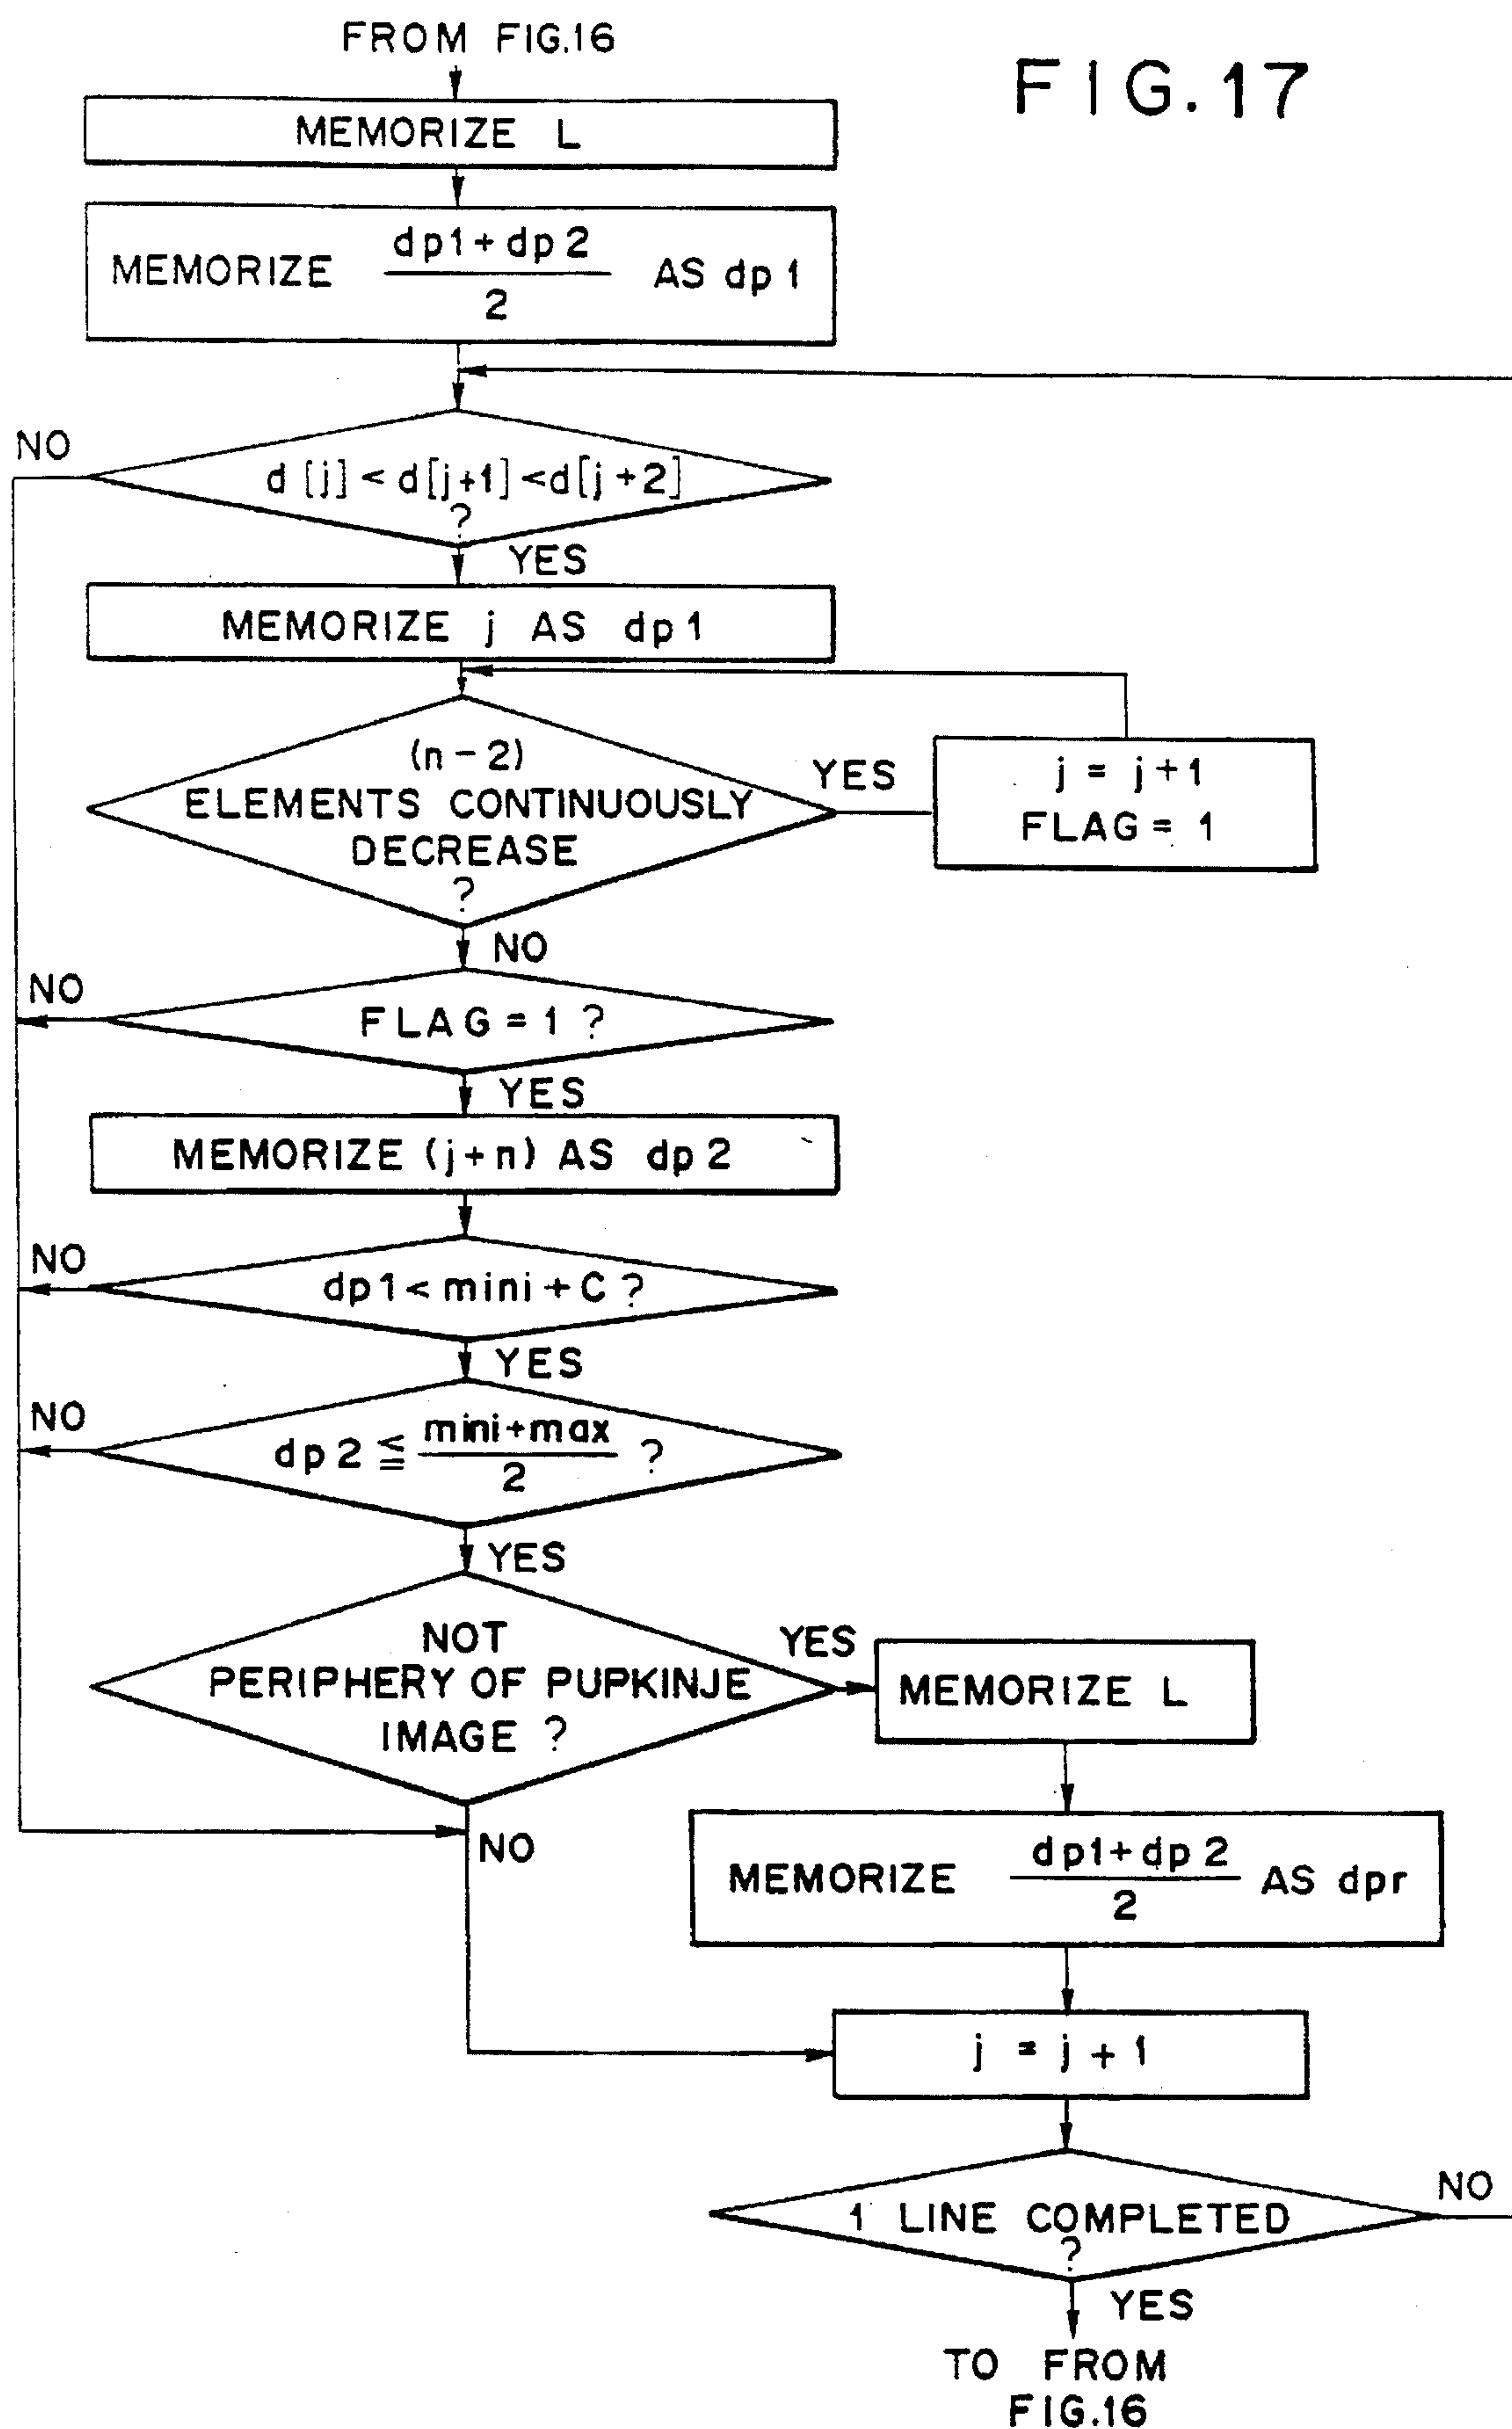 FROM FIG.16
FIG.17
MEMORIZE L
MEMORIZE dp1+dp2/2 AS dp1
NO
d[j]<d[j+1]<d[j+2]
?
YES
MEMORIZE j AS dp1
(n-2)
ELEMENTS CONTINUOUSLY
DECREASE
?
YES
j = j+1
FLAG = 1
NO
NO
FLAG = 1 ?
YES
MEMORIZE (j+n) AS dp2
NO
dp1 < mini + C ?
YES
NO
dp2 ≦ mini+max/2 ?
YES
NOT
PERIPHERY OF PUPKINJE
IMAGE ?
YES
MEMORIZE L
NO
MEMORIZE dp1+dp2/2 AS dpr
j = j + 1
1 LINE COMPLETED
?
NO
YES
TO FROM
FIG.16